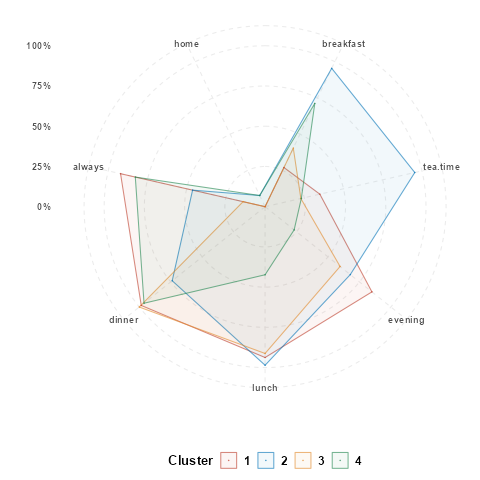 home
breakfast
100%
75%
50%
always
25%
tea.time
0%
dinner
evening
lunch
Cluster 1 2 3 4